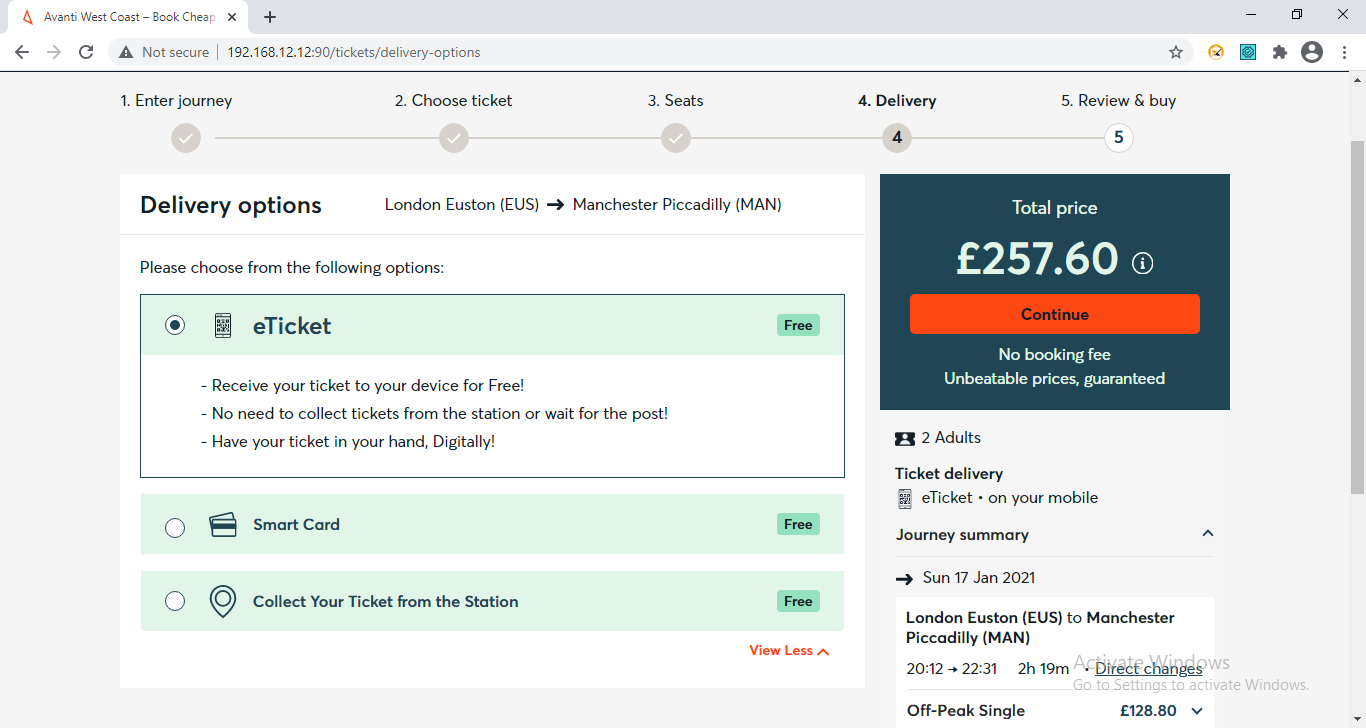 Avanti West Coast – Book Cheap
Not secure
192.168.12.12:90/tickets/delivery-options
1. Enter journey
2. Choose ticket
3. Seats
4. Delivery
5. Review & buy
4
5
Delivery options
London Euston (EUS) → Manchester Piccadilly (MAN)
Please choose from the following options:
eTicket
Free
- Receive your ticket to your device for Free!
- No need to collect tickets from the station or wait for the post!
- Have your ticket in your hand, Digitally!
Smart Card
Free
Collect Your Ticket from the Station
Free
View Less
Total price
£257.60
Continue
No booking fee
Unbeatable prices, guaranteed
2 Adults
Ticket delivery
eTicket • on your mobile
Journey summary
→ Sun 17 Jan 2021
London Euston (EUS) to Manchester
Piccadilly (MAN)
20:12 → 22:31 2h 19m • Direct changes
Off-Peak Single £128.80
Activate Windows
Go to Settings to activate Windows.